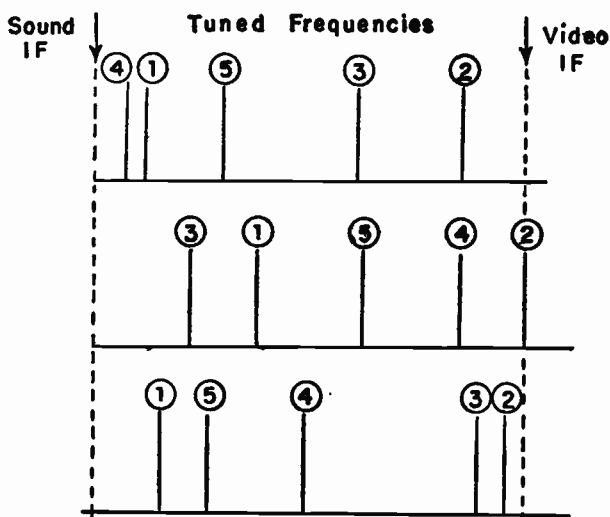 Sound IF
Tuned Frequencies
Video IF
④ ① ⑤ ③ ②
③ ① ⑤ ④ ②
① ⑤ ④ ③ ②